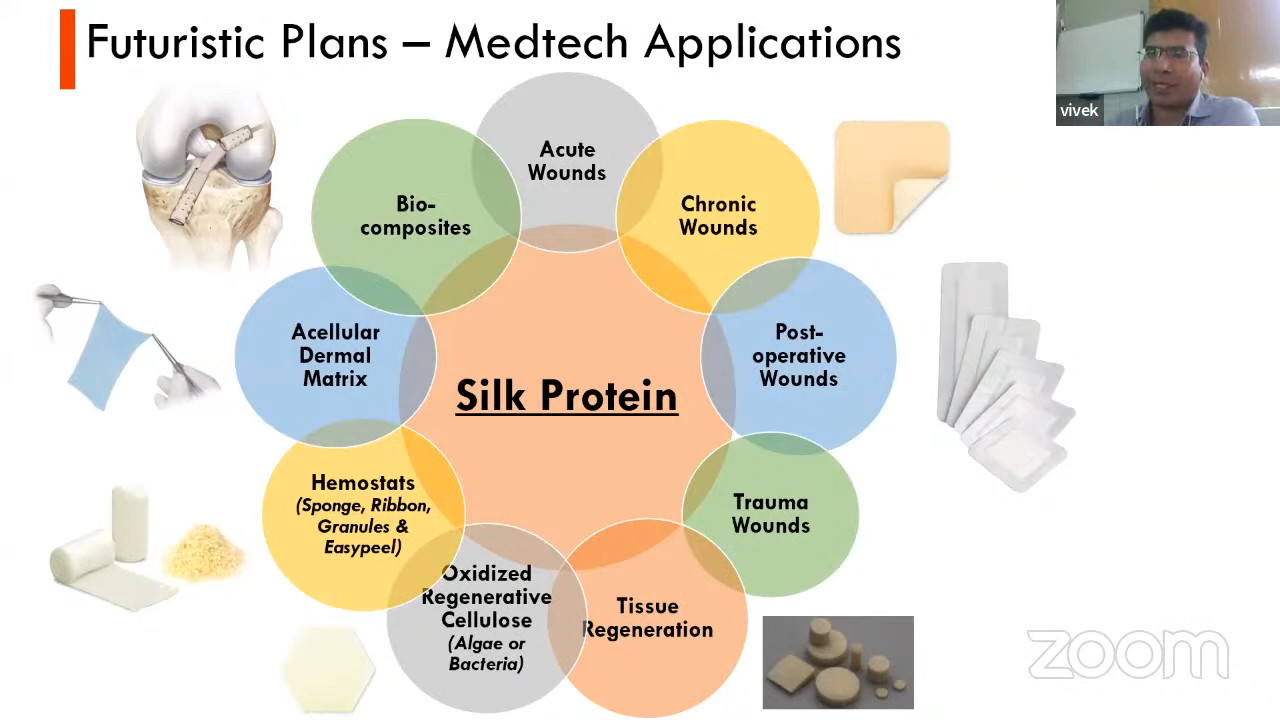 Futuristic Plans – Medtech Applications
vivek
Acute
Wounds
Chronic
Wounds
Post-
operative
Wounds
Trauma
Wounds
Tissue
Regeneration
Oxidized
Regenerative
Cellulose
(Algae or
Bacteria)
Hemostats
(Sponge, Ribbon,
Granules &
Easypeel)
Acellular
Dermal
Matrix
Bio-
composites
Silk Protein
zoom